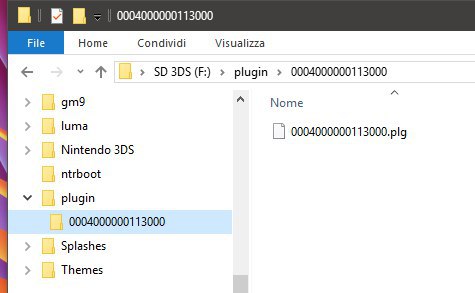 0004000000113000
File
Home
Condividi
Visualizza
SD 3DS (F:) > plugin > 0004000000113000
gm9
luma
Nintendo 3DS
ntrboot
plugin
0004000000113000
Splashes
Themes
Nome
0004000000113000.plg